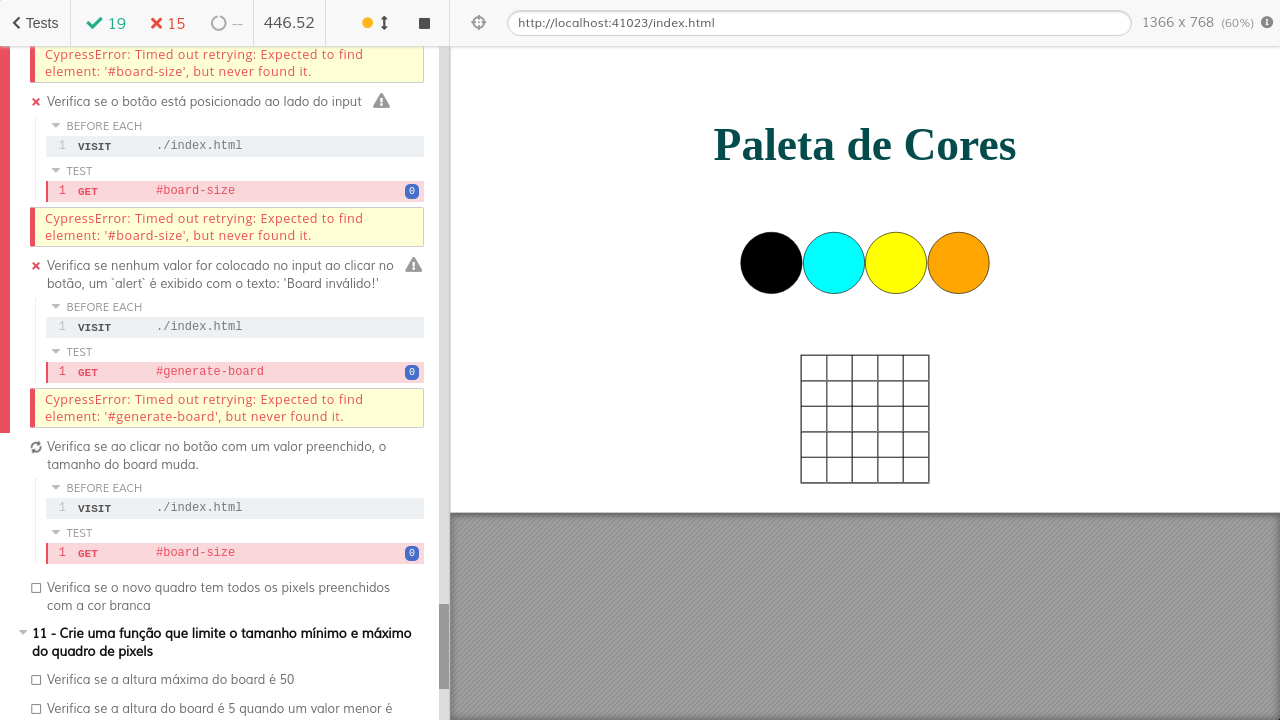 Tests 19 15 -- 446.52 http://localhost:41023/index.html 1366 x 768 (60%)
CypressError: Timed out retrying: Expected to find
element: '#board-size', but never found it.
Verifica se o botão está posicionado ao lado do input
BEFORE EACH
1 VISIT ./index.html
TEST
1 GET #board-size 0
CypressError: Timed out retrying: Expected to find
element: '#board-size', but never found it.
Verifica se nenhum valor for colocado no input ao clicar no
botão, um `alert` é exibido com o texto: 'Board inválido!'
BEFORE EACH
1 VISIT ./index.html
TEST
1 GET #generate-board 0
CypressError: Timed out retrying: Expected to find
element: '#generate-board', but never found it.
Verifica se ao clicar no botão com um valor preenchido, o
tamanho do board muda.
BEFORE EACH
1 VISIT ./index.html
TEST
1 GET #board-size 0
Verifica se o novo quadro tem todos os pixels preenchidos
com a cor branca
11 - Crie uma função que limite o tamanho mínimo e máximo
do quadro de pixels
Verifica se a altura máxima do board é 50
Verifica se a altura do board é 5 quando um valor menor é
Paleta de Cores